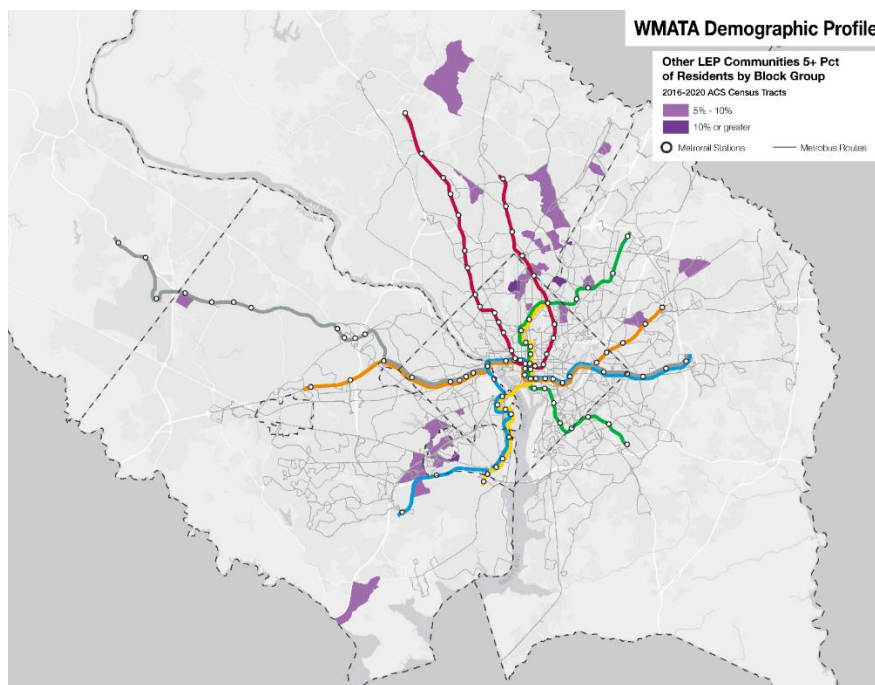 WMATA Demographic Profile
Other LEP Communities 5+ Pct
of Residents by Block Group
2016-2020 ACS Census Tracts
5% - 10%
10% or greater
Metrorail Stations
Metrobus Routes
VIRGINIA